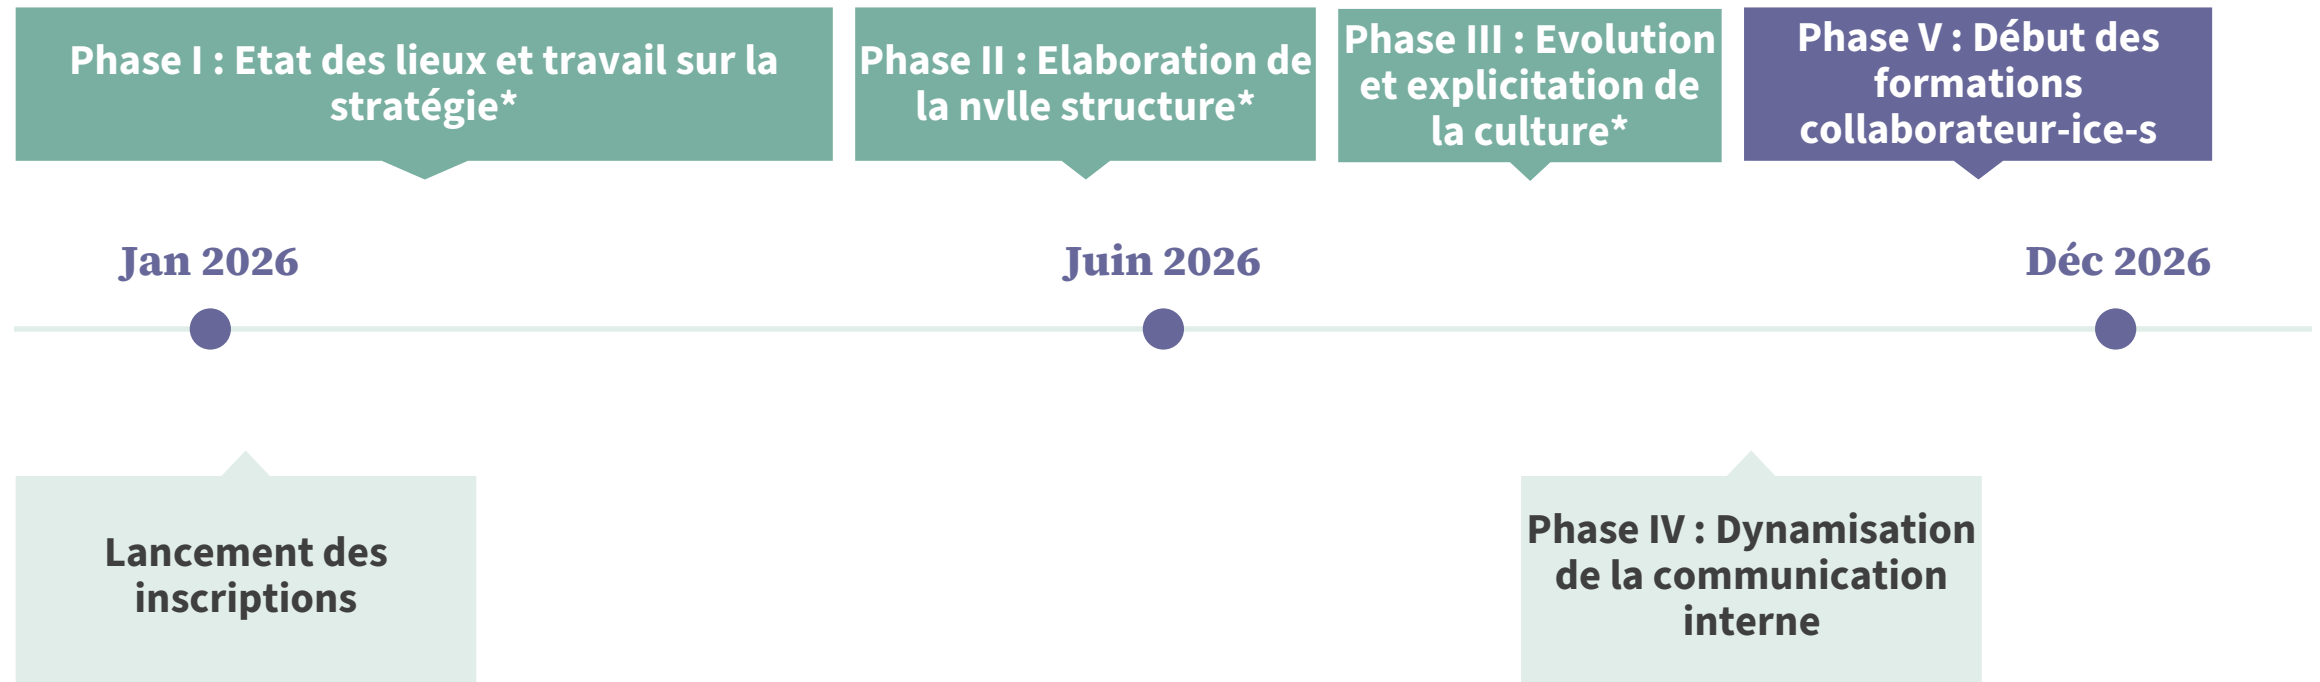 Phase I : Etat des lieux et travail sur la
stratégie*
Phase II : Elaboration de
la nvlle structure*
Phase III : Evolution
et explicitation de
la culture*
Phase V : Début des
formations
collaborateur-ice-s
Jan 2026
Juin 2026
Déc 2026
Lancement des
inscriptions
Phase IV : Dynamisation
de la communication
interne